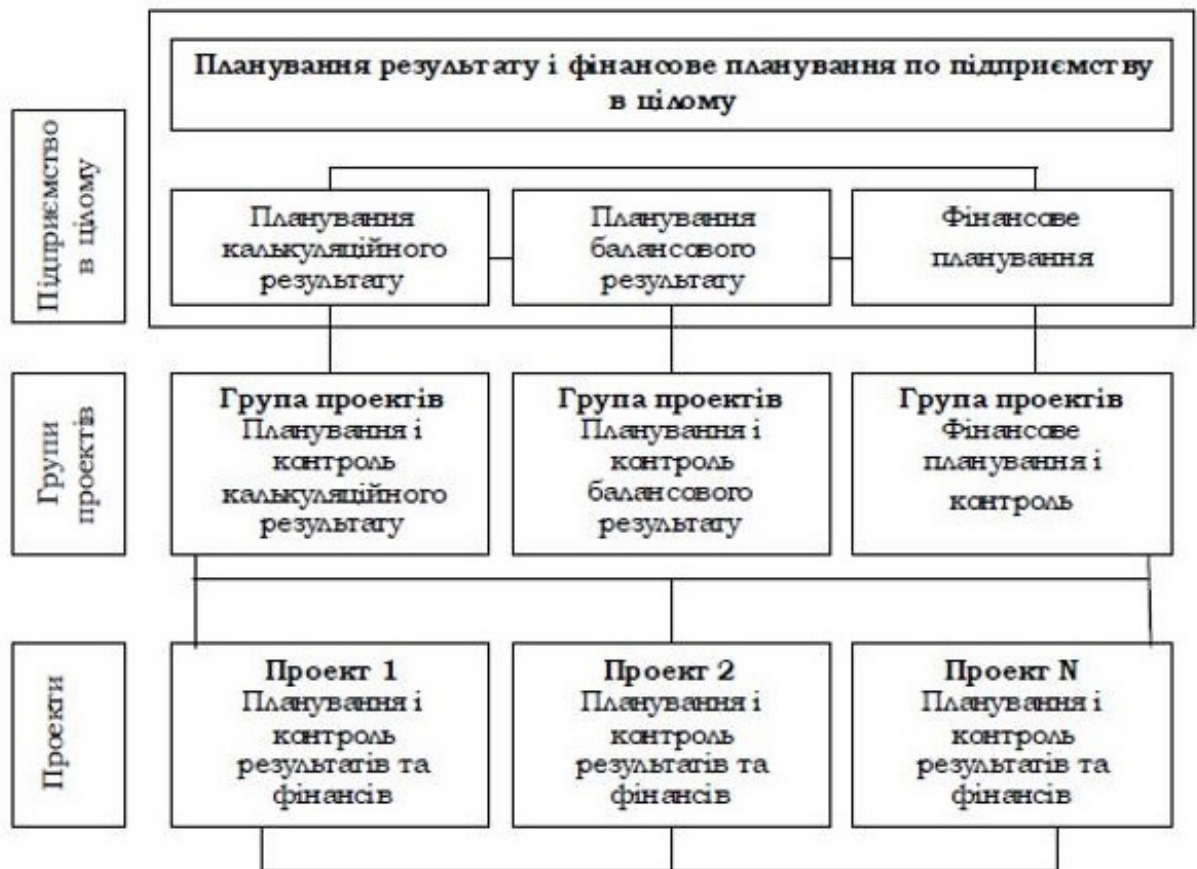 Планування результату і фінансове планування по підприємству
в цілому
Підприємство
в цілому
Планування
калькуляційного
результату
Планування
балансового
результату
Фінансове
планування
Групи
проектів
Група проектів
Планування і
контроль
калькуляційного
результату
Група проектів
Планування і
контроль
балансового
результату
Група проектів
Фінансове
планування і
контроль
Проекти
Проект 1
Планування і
контроль
результатів та
фінансів
Проект 2
Планування і
контроль
результатів та
фінансів
Проект N
Планування і
контроль
результатів та
фінансів